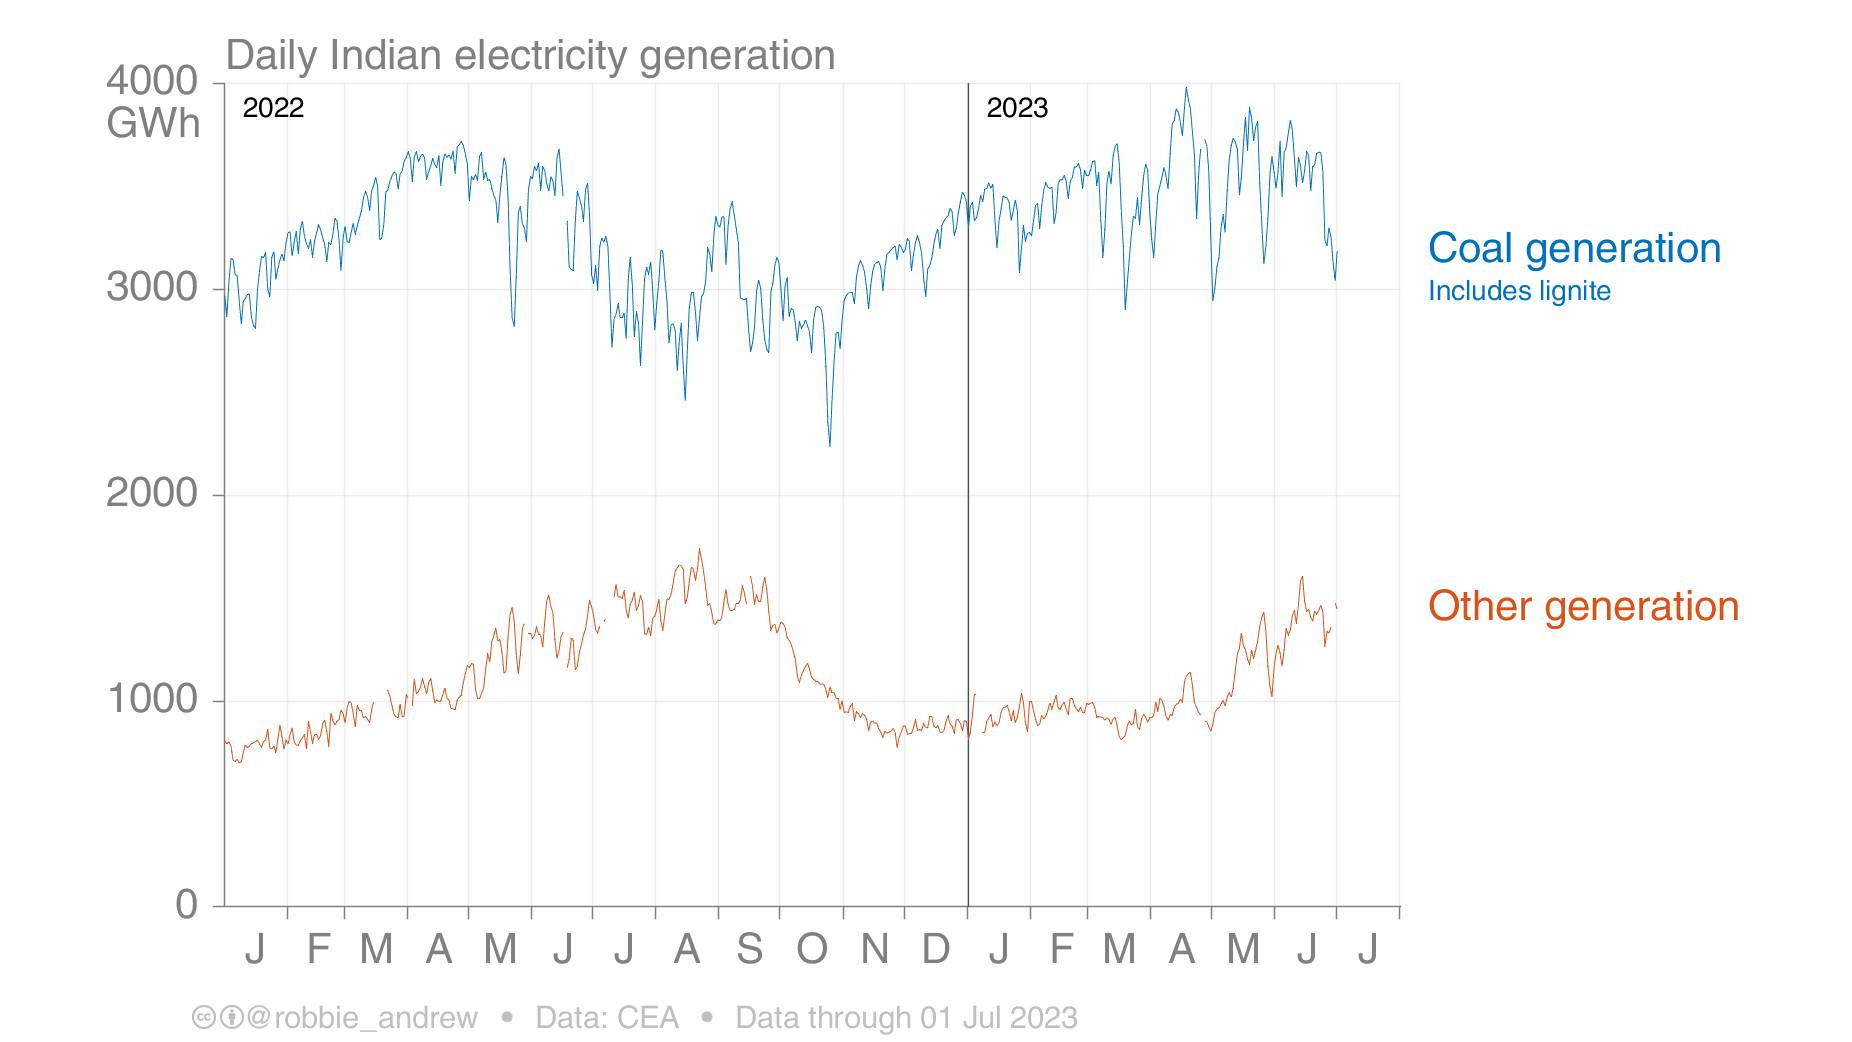 Daily Indian electricity generation
4000
GWh
2022
2023
3000
2000
1000
0
Coal generation
Includes lignite
Other generation
J F M A M J J A S O N D J F M A M J J
cc @robbie_andrew • Data: CEA • Data through 01 Jul 2023